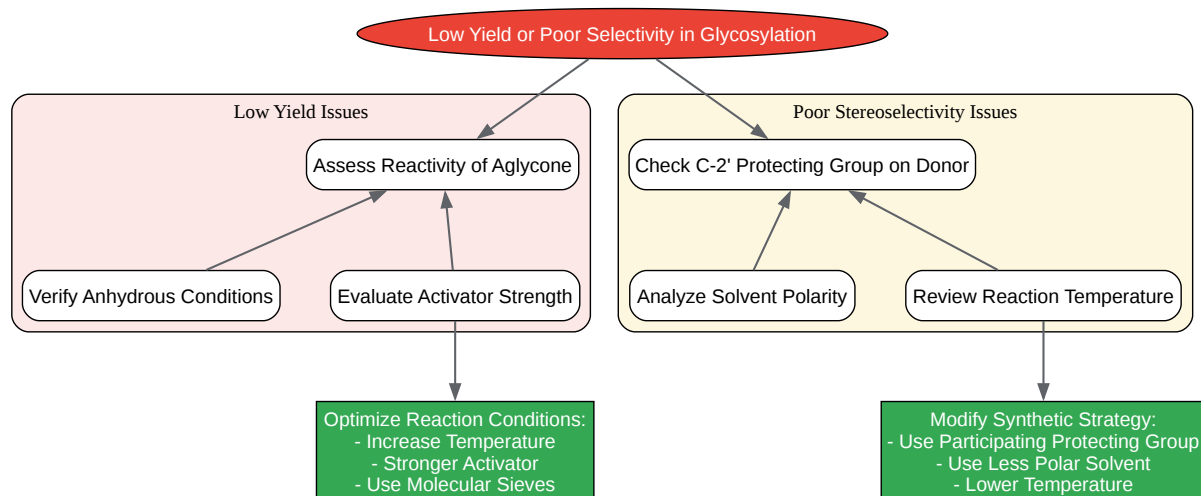 Low Yield or Poor Selectivity in Glycosylation
Low Yield Issues
Poor Stereoselectivity Issues
Assess Reactivity of Aglycone
Check C-2' Protecting Group on Donor
Verify Anhydrous Conditions
Evaluate Activator Strength
Analyze Solvent Polarity
Review Reaction Temperature
Optimize Reaction Conditions:
- Increase Temperature
- Stronger Activator
- Use Molecular Sieves
Modify Synthetic Strategy:
- Use Participating Protecting Group
- Use Less Polar Solvent
- Lower Temperature